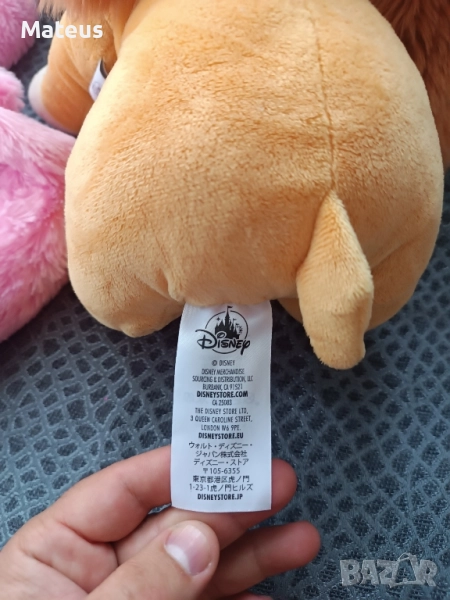 Mateus
Disney
© DISNEY
DISNEY MERCHANDISE
SOURCING & DISTRIBUTION, LLC
BURBANK, CA 91521
DISNEYSTORE.COM
CA 25003
THE DISNEY STORE LTD.
3 QUEEN CAROLINE STREET,
LONDON W6 9PE.
DISNEYSTORE.EU
ウォルト・ディズニー・
ジャパン株式会社
ディズニー・ストア
〒105-6355
東京都港区虎ノ門
1-23-1虎ノ門ヒルズ
DISNEYSTORE.JP
BAZAR